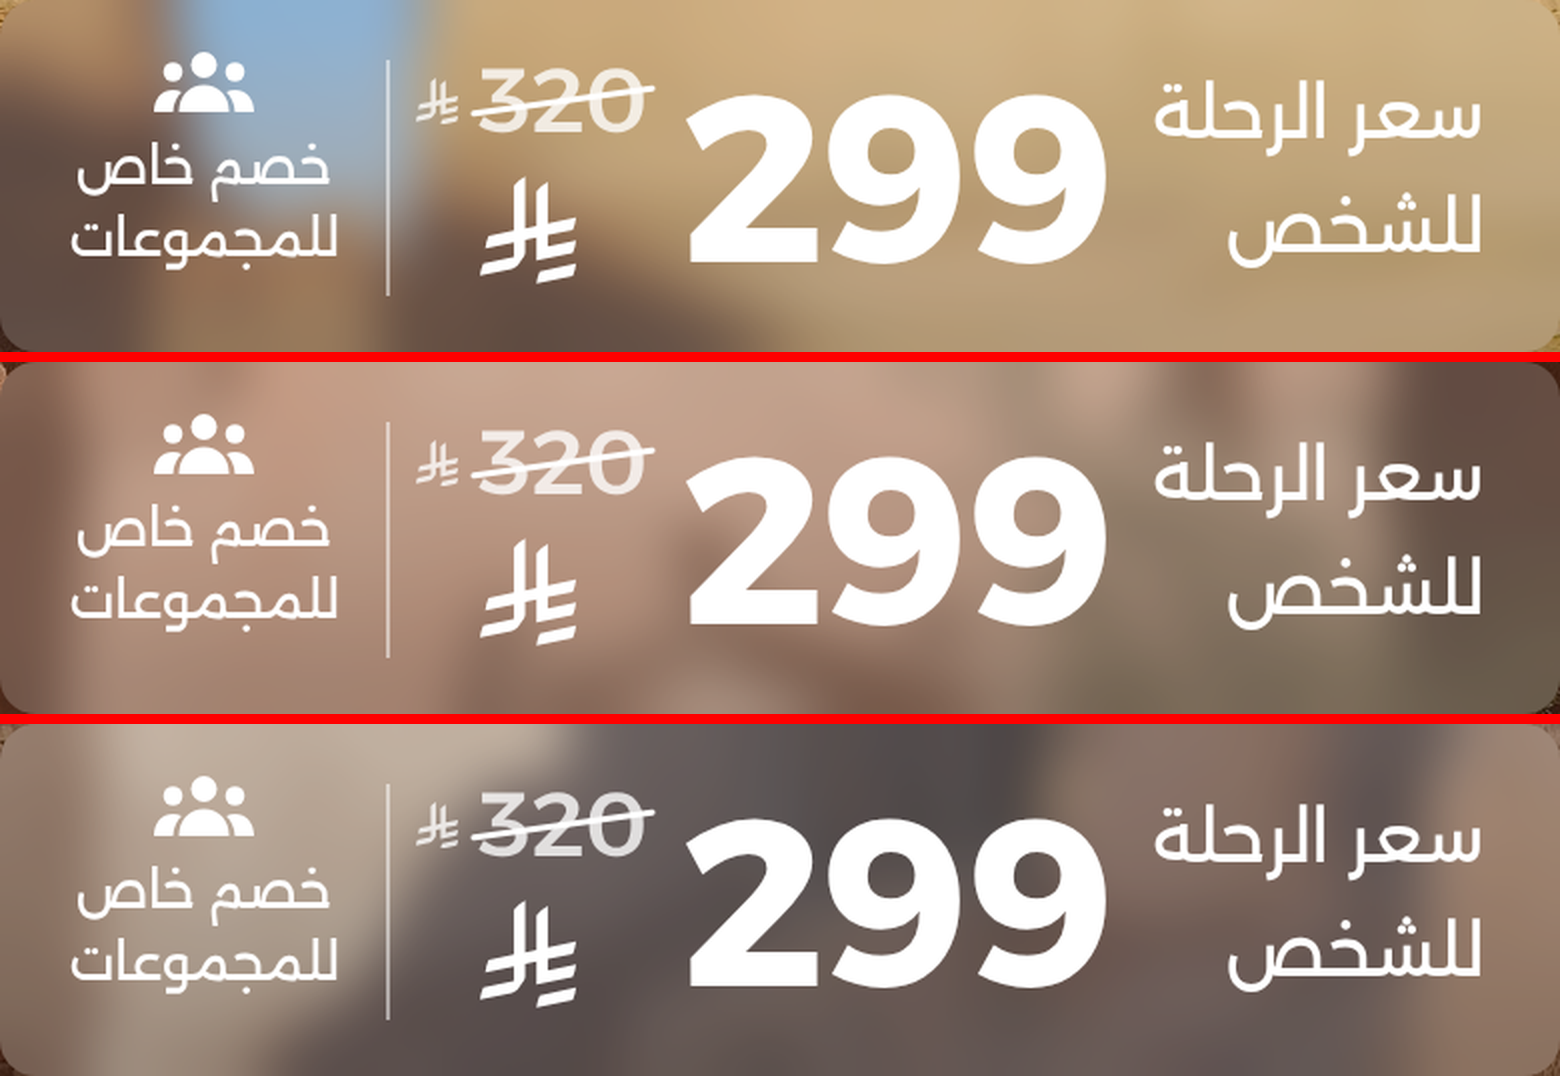 سعر الرحلة
للشخص
299
320
خصم خاص
للمجموعات
سعر الرحلة
للشخص
299
320
خصم خاص
للمجموعات
سعر الرحلة
للشخص
299
320
خصم خاص
للمجموعات